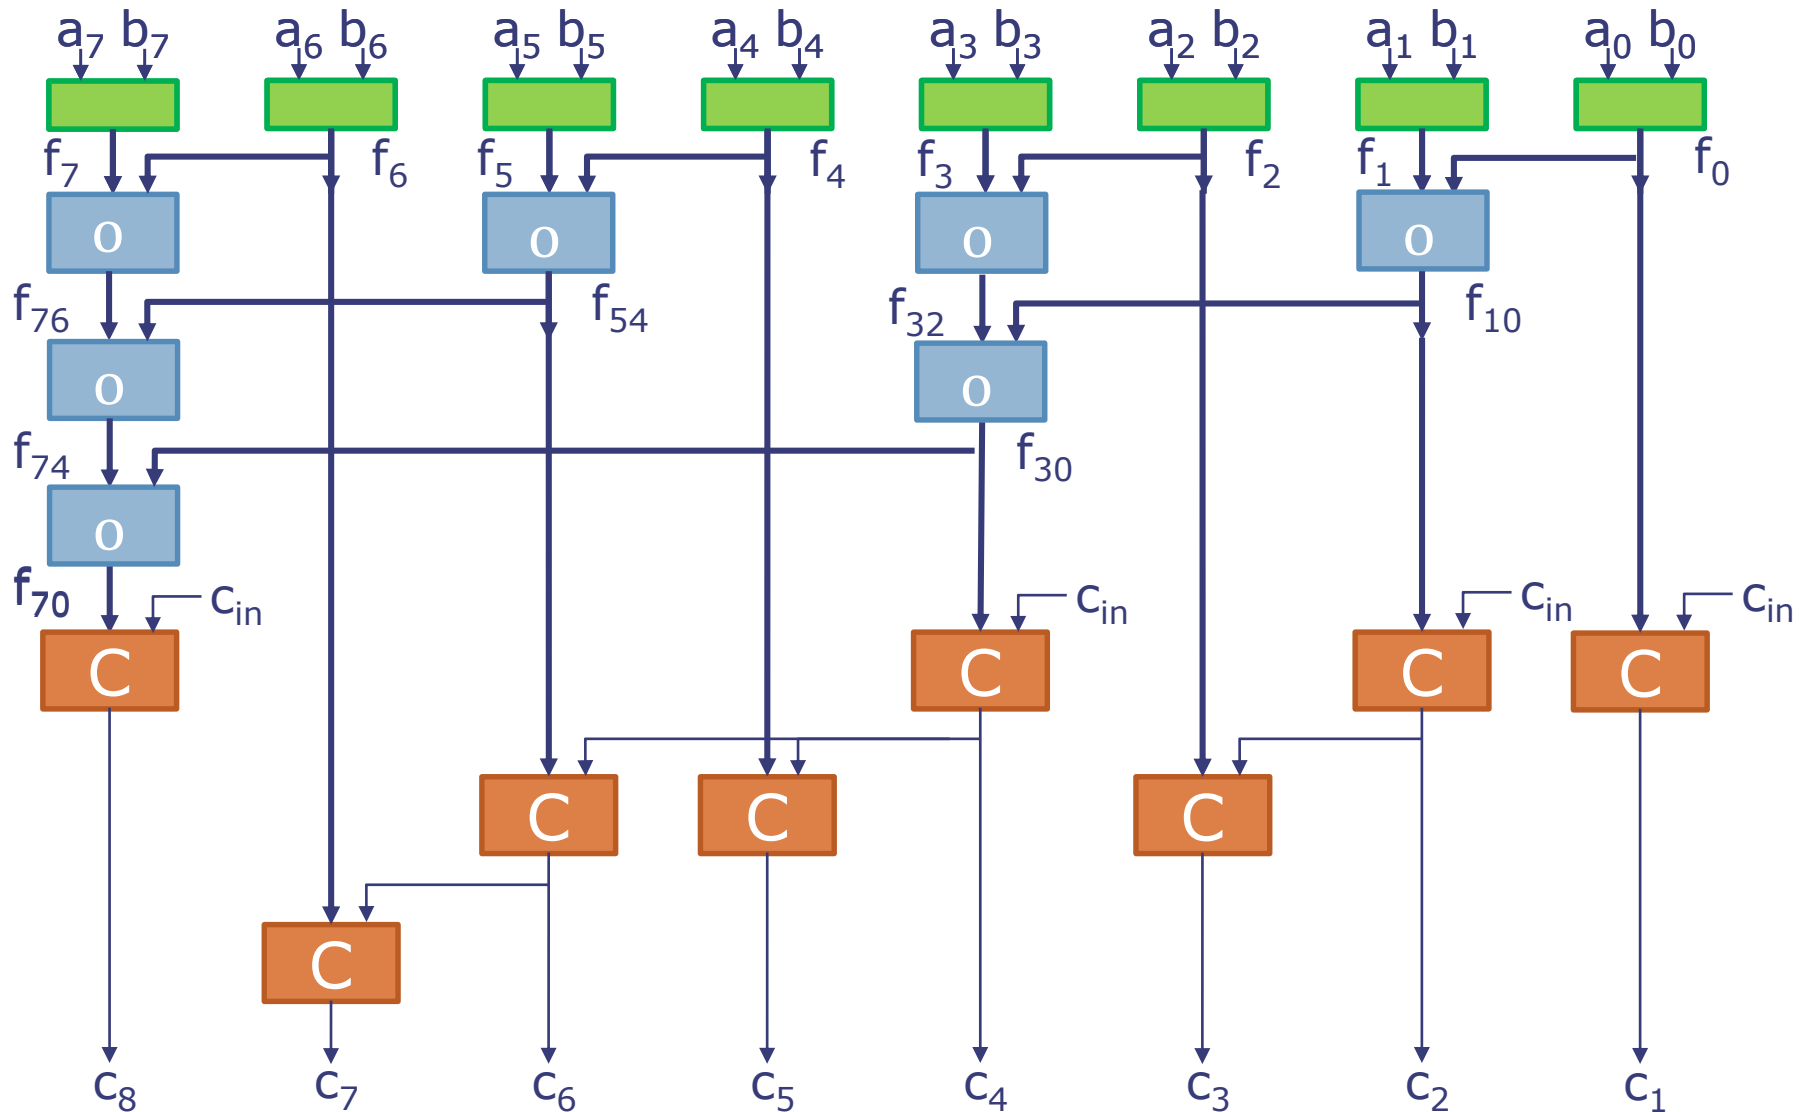 a₇ b₇ a₆ b₆ a₅ b₅ a₄ b₄ a₃ b₃ a₂ b₂ a₁ b₁ a₀ b₀
f₇ f₆ f₅ f₄ f₃ f₂ f₁ f₀
o o o o
f₇₆ f₅₄ f₃₂ f₁₀
o o
f₇₄ f₃₀
o
f₇₀ cᵢₙ cᵢₙ cᵢₙ cᵢₙ
C C C C
C C C
C
c₈ c₇ c₆ c₅ c₄ c₃ c₂ c₁